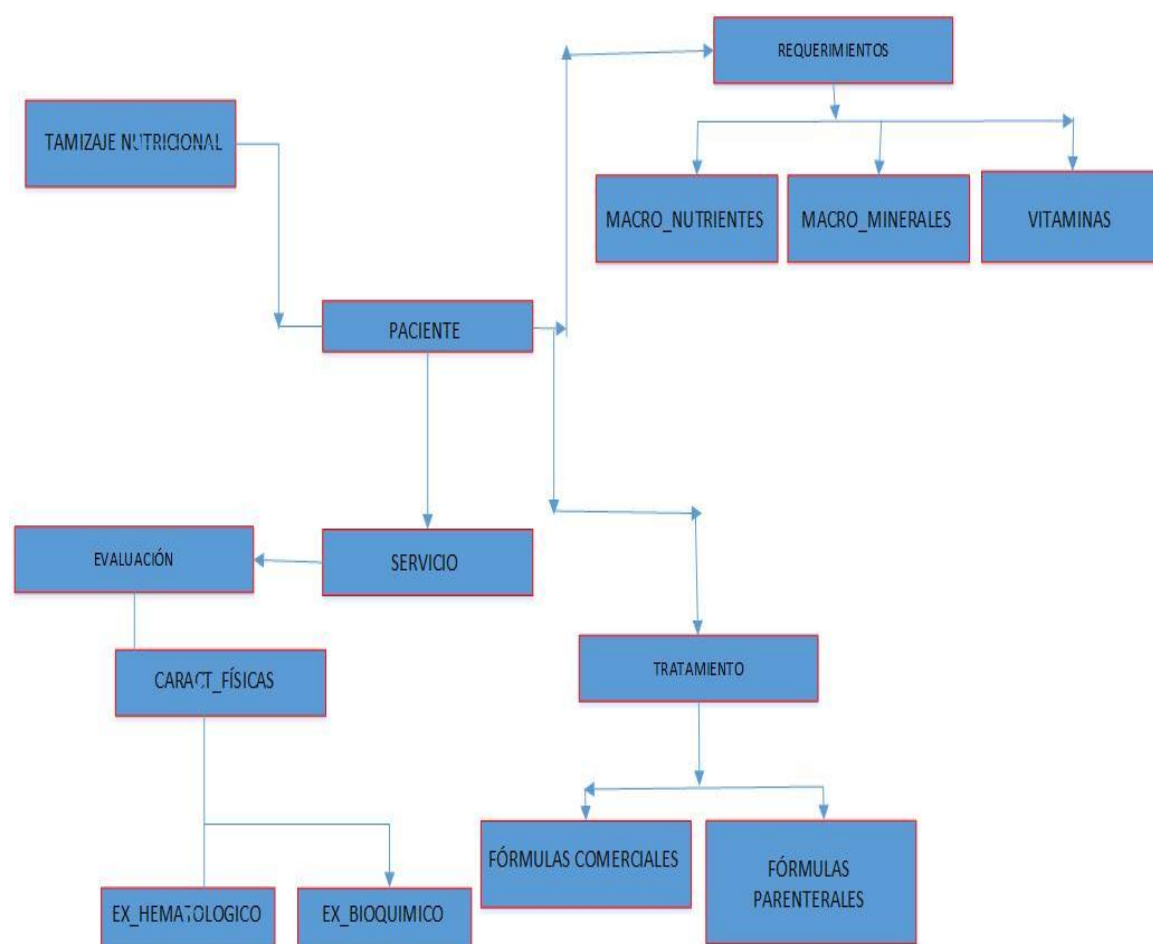 REQUERIMIENTOS
TAMIZAJE NUTRICIONAL
MACRO_NUTRIENTES
MACRO_MINERALES
VITAMINAS
PACIENTE
EVALUACIÓN
SERVICIO
CARACT_FÍSICAS
TRATAMIENTO
FÓRMULAS COMERCIALES
FÓRMULAS
PARENTERALES
EX_HEMATOLOGICO
EX_BIOQUIMICO